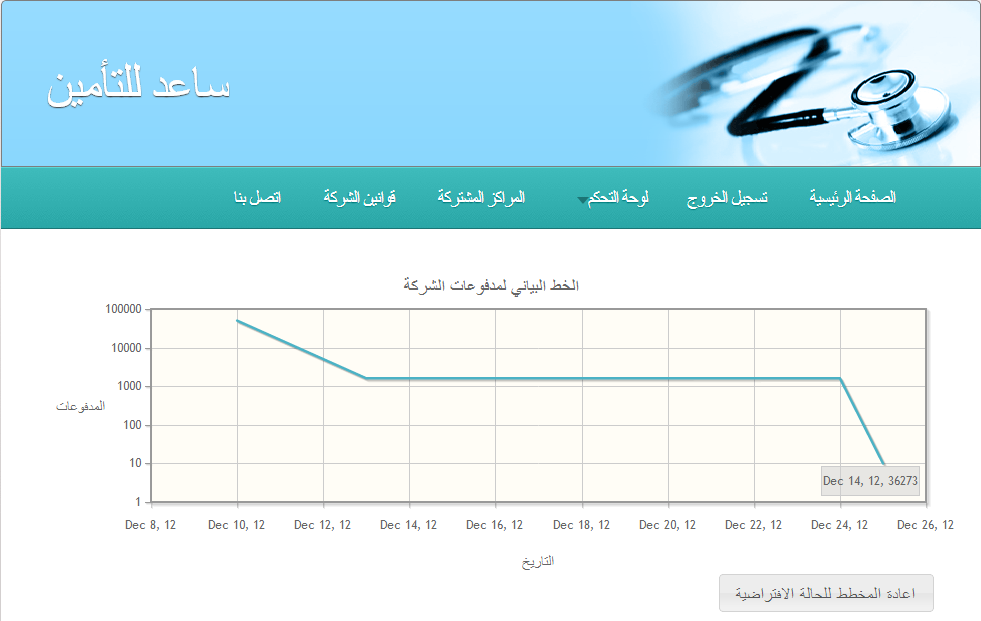 ساعد للتأمين
الصفحة الرئيسية تسجيل الخروج لوحة التحكم المراكز المشتركة قوانين الشركة اتصل بنا
الخط البياني لمدفوعات الشركة
100000
10000
1000
المدفوعات
100
10
Dec 14, 12, 36273
1
Dec 8, 12 Dec 10, 12 Dec 12, 12 Dec 14, 12 Dec 16, 12 Dec 18, 12 Dec 20, 12 Dec 22, 12 Dec 24, 12 Dec 26, 12
التاريخ
اعادة المخطط للحالة الافتراضية